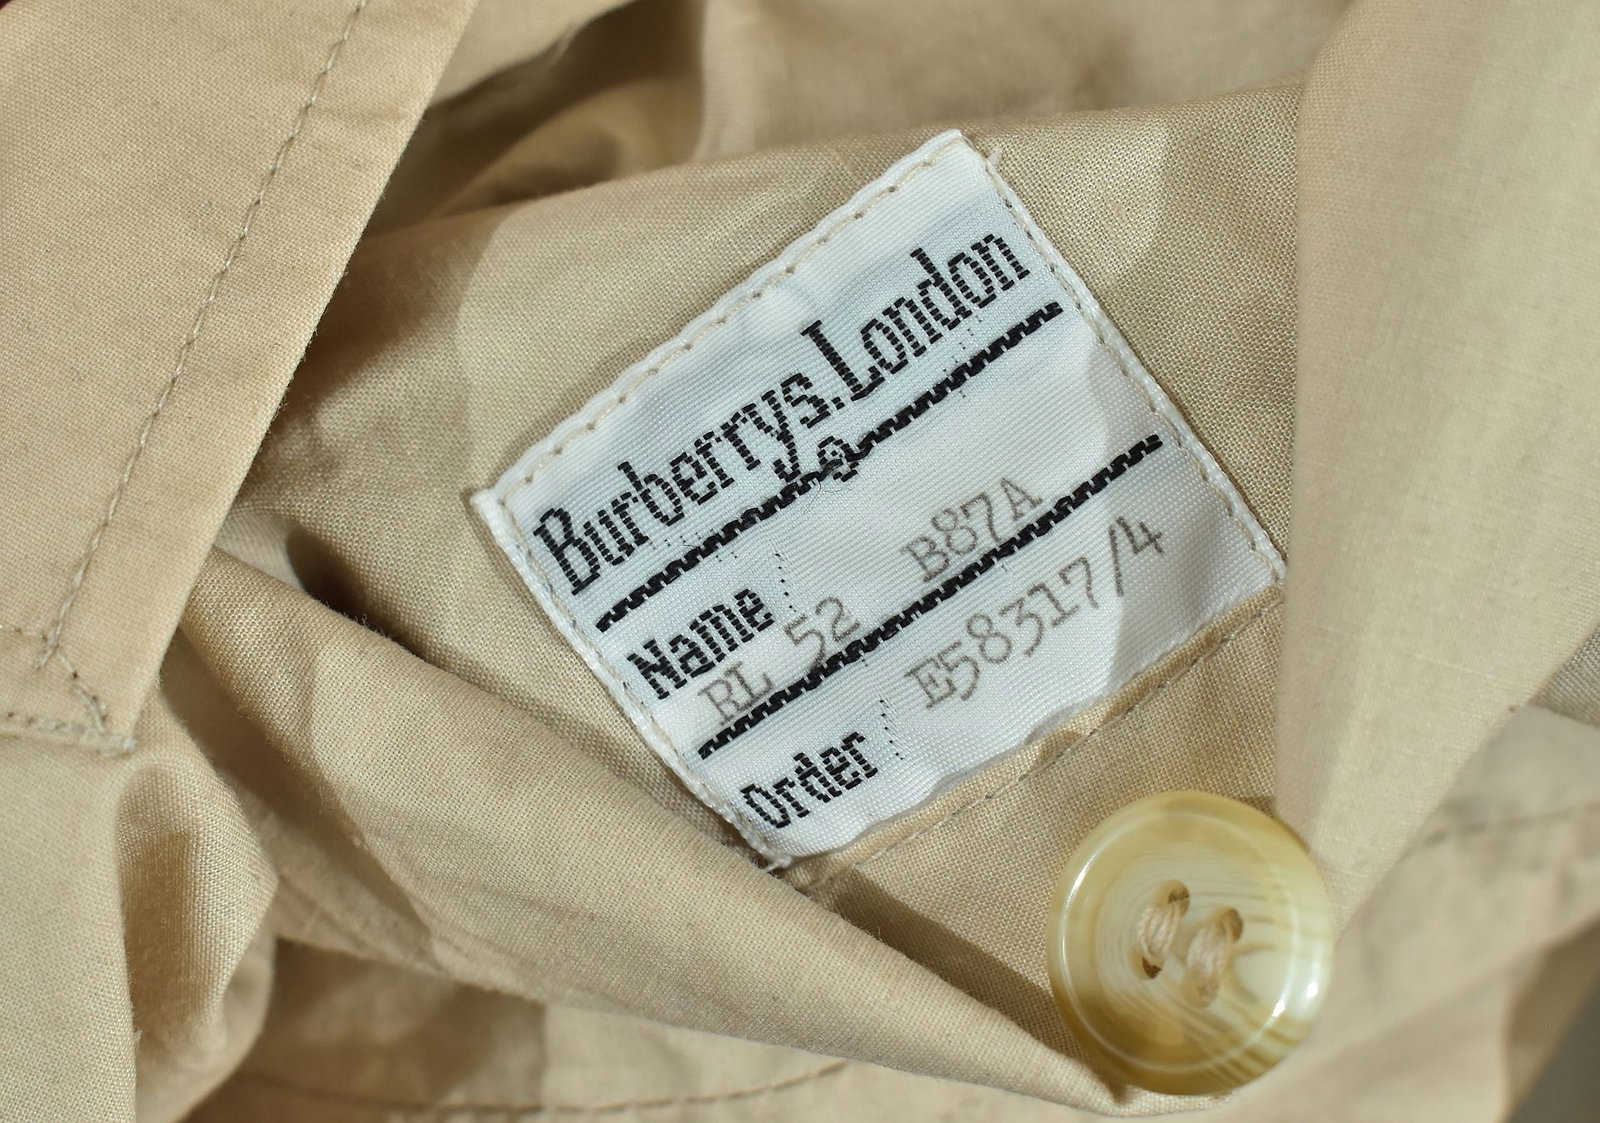 Burberrys. London
Name B87A
RL 52
Order E58317/4